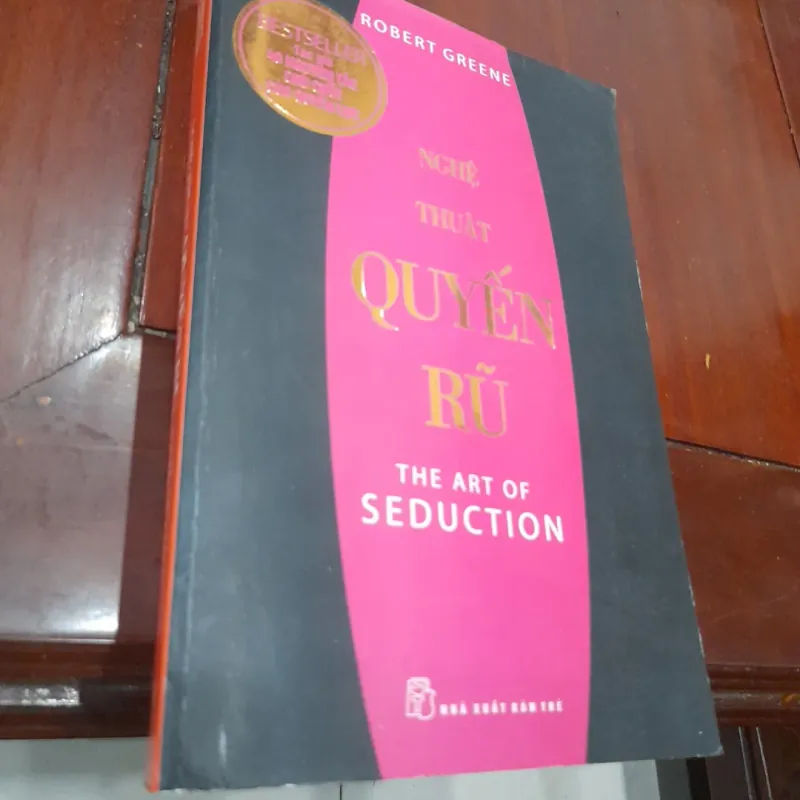 ROBERT GREENE
BESTSELLER
NGHỆ
THUẬT
QUYẾN
RŨ
THE ART OF
SEDUCTION
NHÀ XUẤT BẢN TRẺ